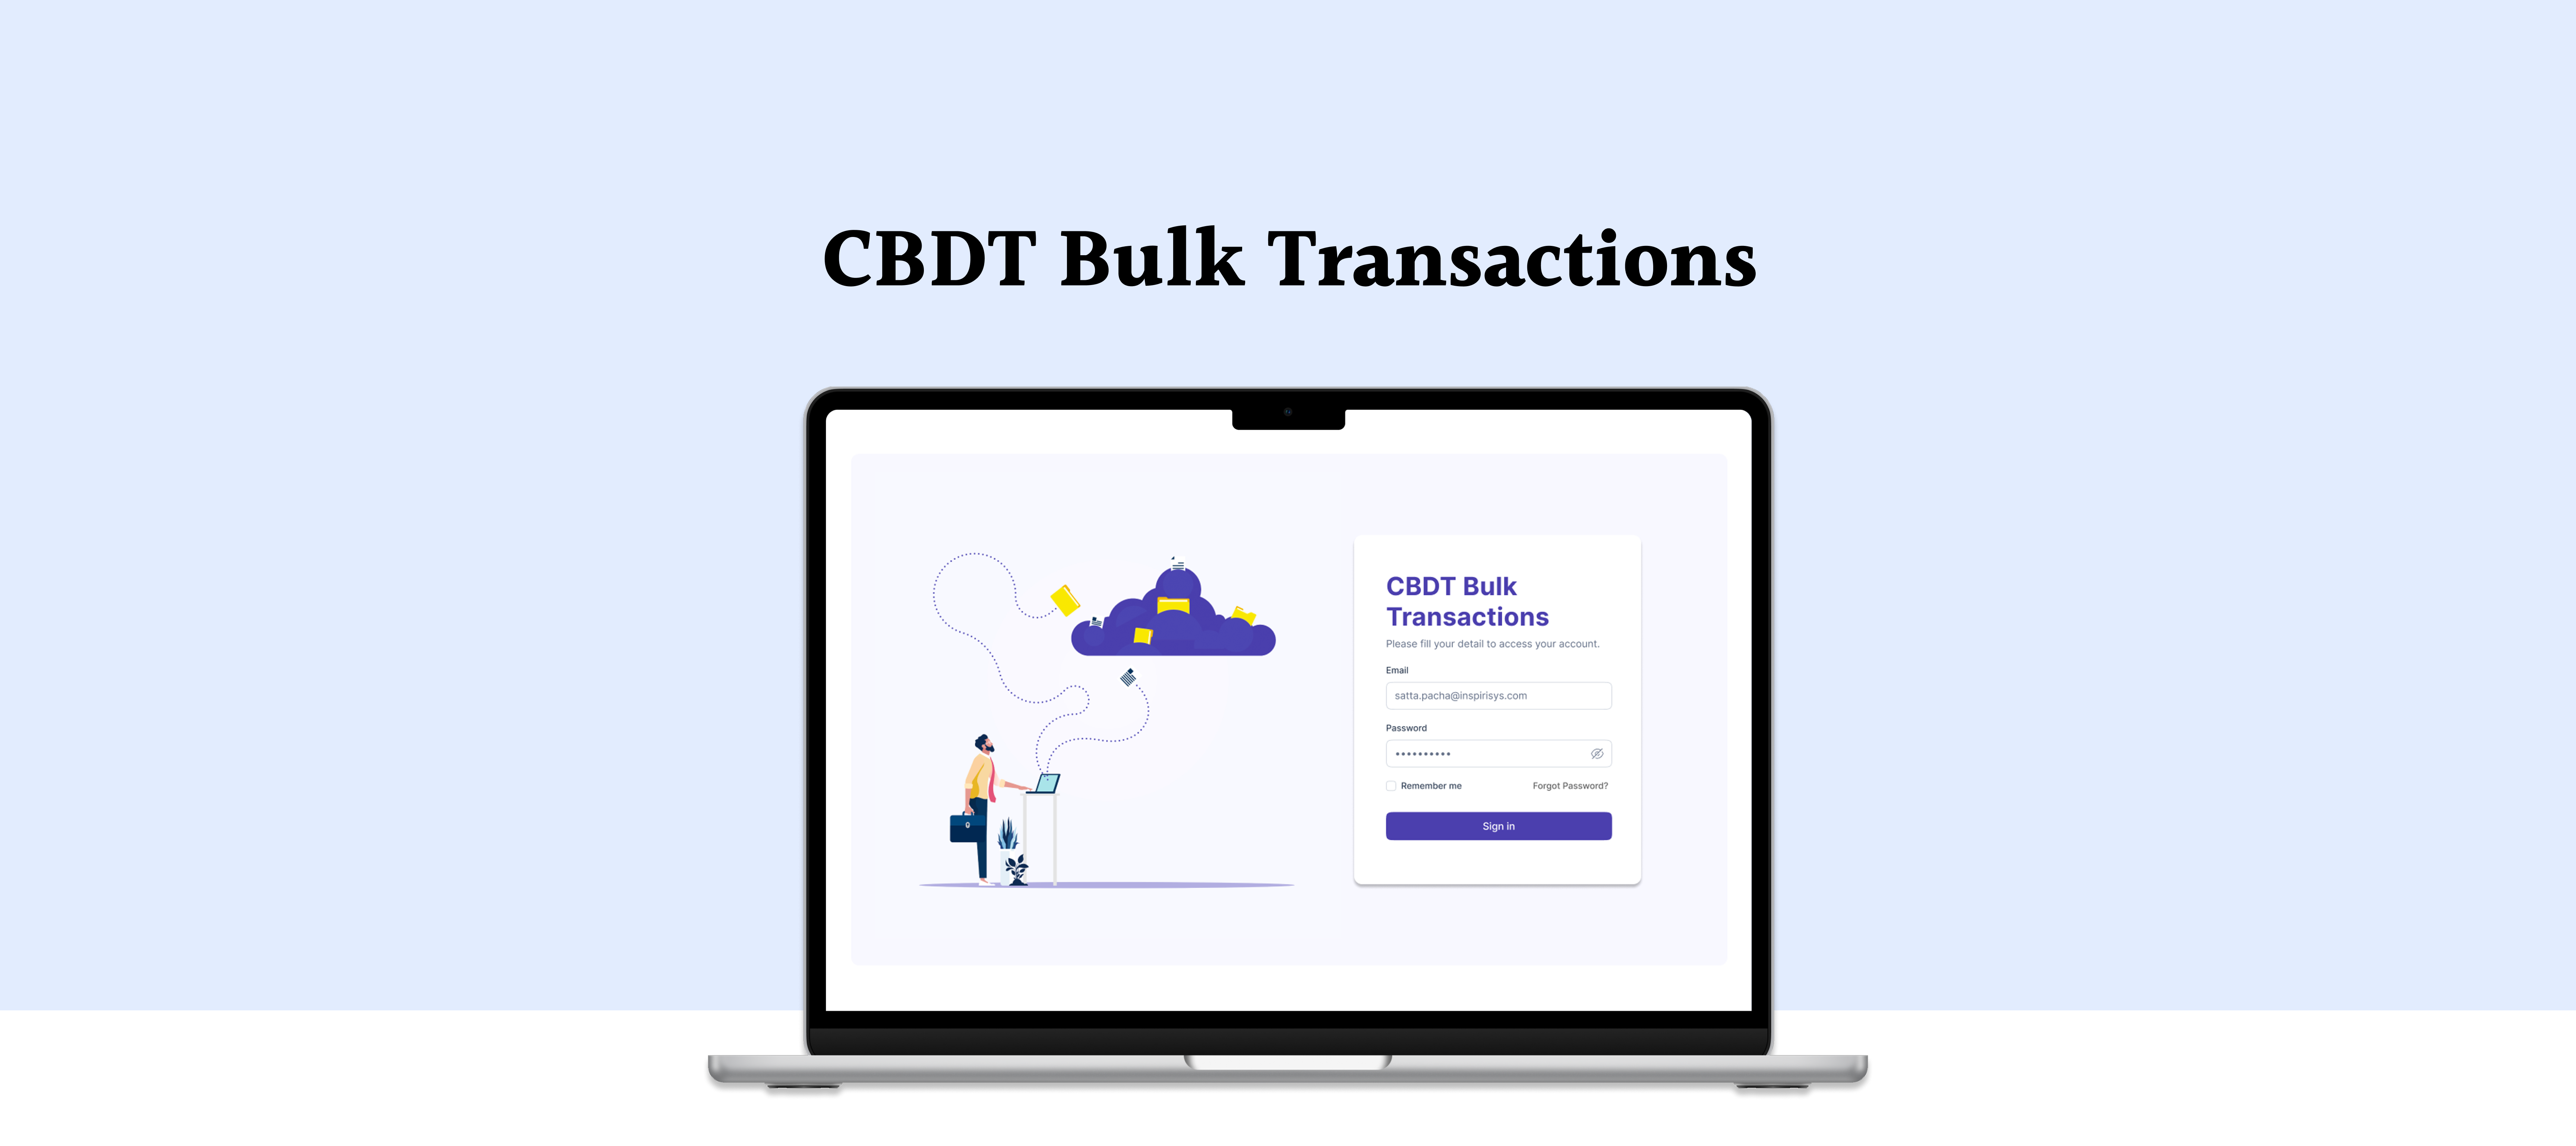 CBDT Bulk Transactions
CBDT Bulk
Transactions
Please fill your detail to access your account.
Email
satta.pacha@inspirisys.com
Password
••••••••••
Remember me
Forgot Password?
Sign in